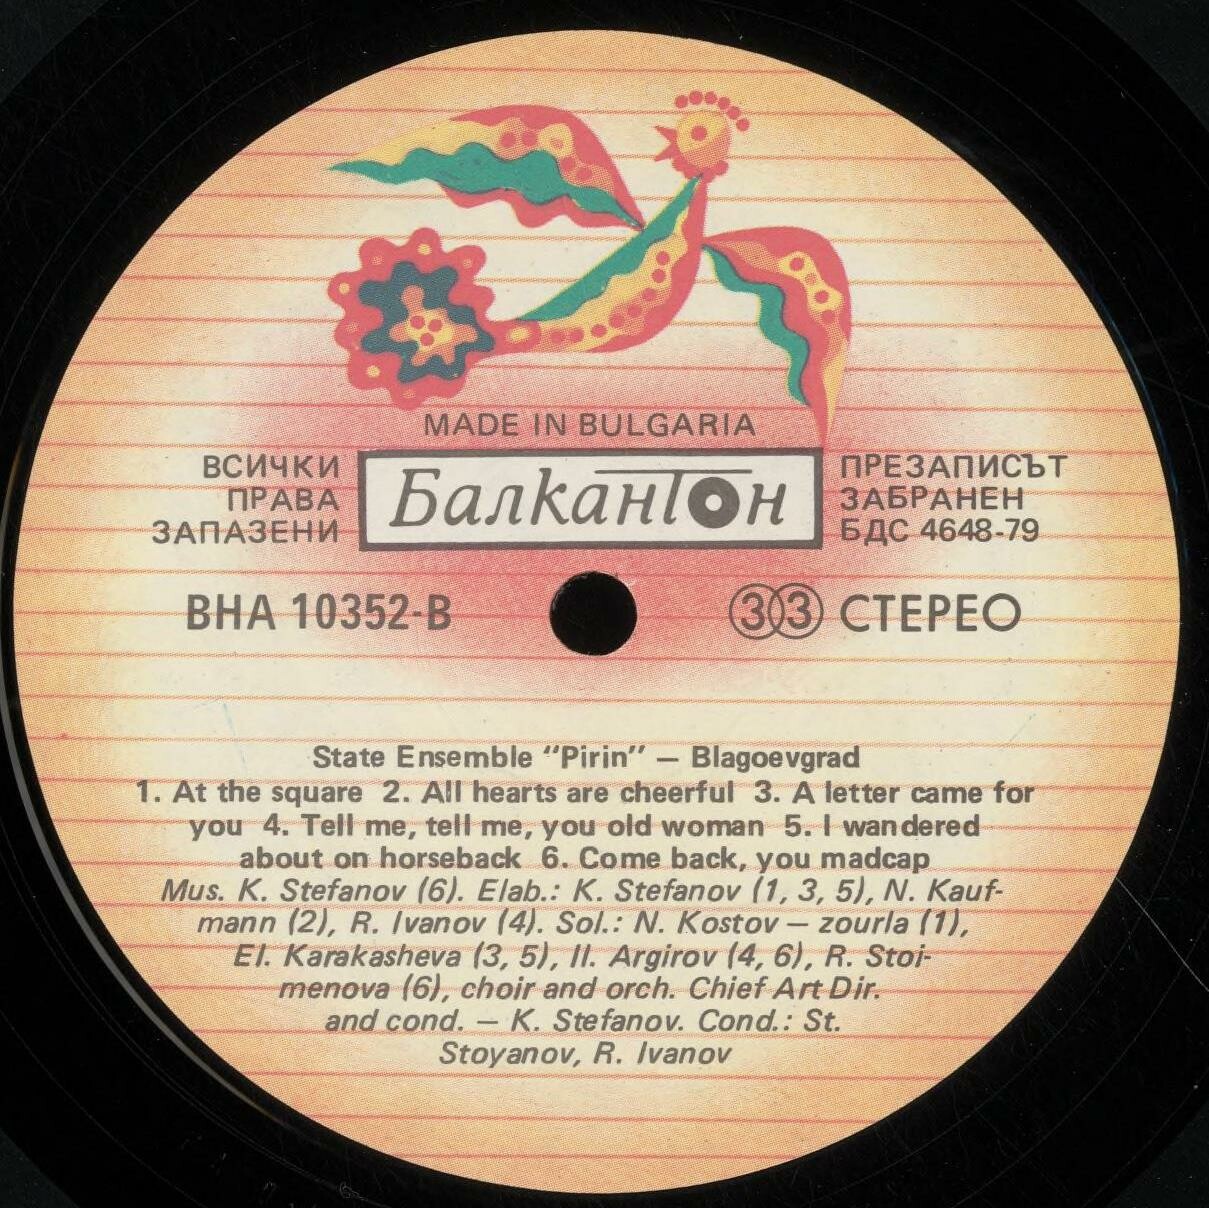 MADE IN BULGARIA
ВСИЧКИ
ПРАВА
ЗАПАЗЕНИ
Балкантон
ПРЕЗАПИСЪТ
ЗАБРАНЕН
БДС 4648-79
ВНА 10352-В
33 СТЕРЕО
State Ensemble “Pirin” — Blagoevgrad
1. At the square 2. All hearts are cheerful 3. A letter came for
you 4. Tell me, tell me, you old woman 5. I wandered
about on horseback 6. Come back, you madcap
Mus. K. Stefanov (6). Elab.: K. Stefanov (1, 3, 5), N. Kauf-
mann (2), R. Ivanov (4). Sol.: N. Kostov — zourla (1),
El. Karakasheva (3, 5), Il. Argirov (4, 6), R. Stoi-
menova (6), choir and orch. Chief Art Dir.
and cond. — K. Stefanov. Cond.: St.
Stoyanov, R. Ivanov